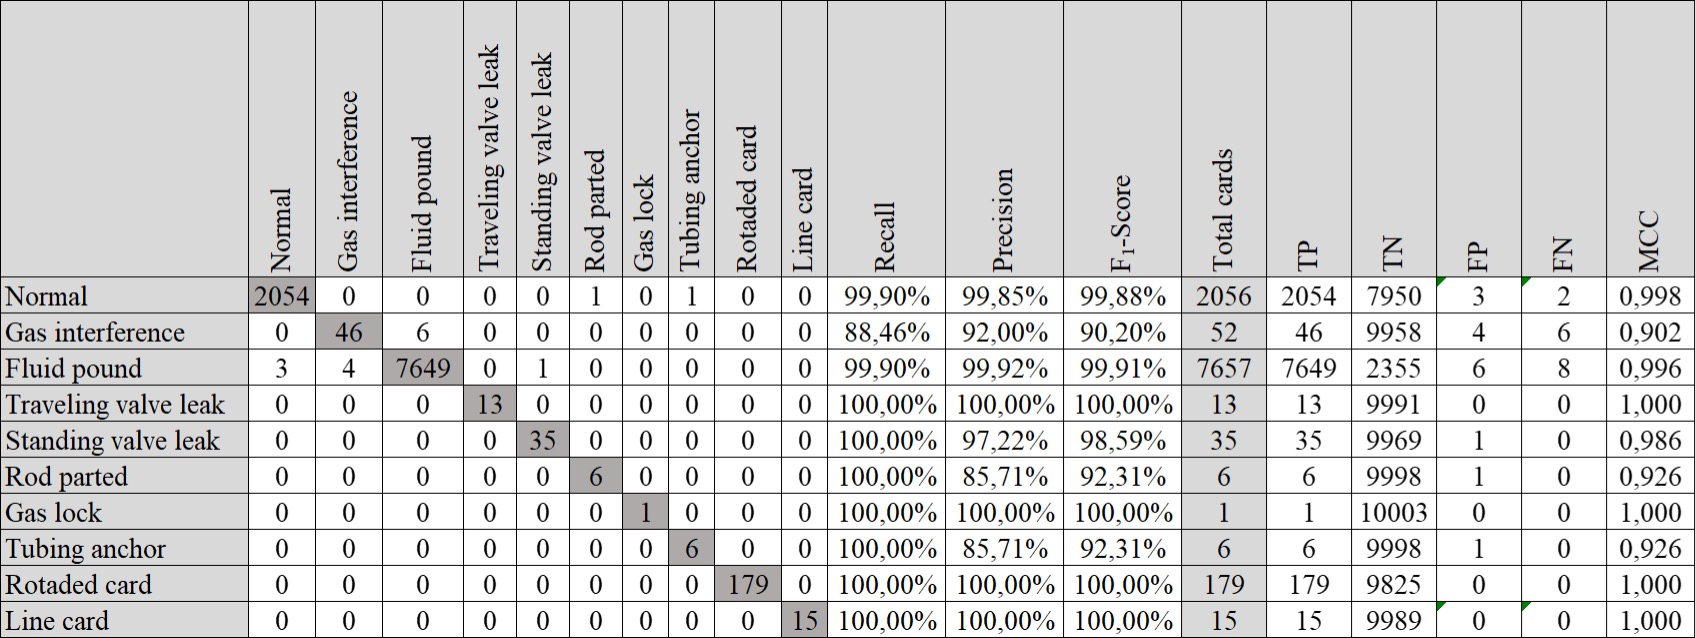 Normal Gas interference Fluid pound Traveling valve leak Standing valve leak Rod parted Gas lock Tubing anchor Rotaded card Line card Recall Precision F₁-Score Total cards TP TN FP FN MCC
Normal 2054 0 0 0 0 1 0 1 0 0 99,90% 99,85% 99,88% 2056 2054 7950 3 2 0,998
Gas interference 0 46 6 0 0 0 0 0 0 0 88,46% 92,00% 90,20% 52 46 9958 4 6 0,902
Fluid pound 3 4 7649 0 1 0 0 0 0 0 99,90% 99,92% 99,91% 7657 7649 2355 6 8 0,996
Traveling valve leak 0 0 0 13 0 0 0 0 0 0 100,00% 100,00% 100,00% 13 13 9991 0 0 1,000
Standing valve leak 0 0 0 0 35 0 0 0 0 0 100,00% 97,22% 98,59% 35 35 9969 1 0 0,986
Rod parted 0 0 0 0 0 6 0 0 0 0 100,00% 85,71% 92,31% 6 6 9998 1 0 0,926
Gas lock 0 0 0 0 0 0 1 0 0 0 100,00% 100,00% 100,00% 1 1 10003 0 0 1,000
Tubing anchor 0 0 0 0 0 0 0 6 0 0 100,00% 85,71% 92,31% 6 6 9998 1 0 0,926
Rotaded card 0 0 0 0 0 0 0 0 179 0 100,00% 100,00% 100,00% 179 179 9825 0 0 1,000
Line card 0 0 0 0 0 0 0 0 0 15 100,00% 100,00% 100,00% 15 15 9989 0 0 1,000